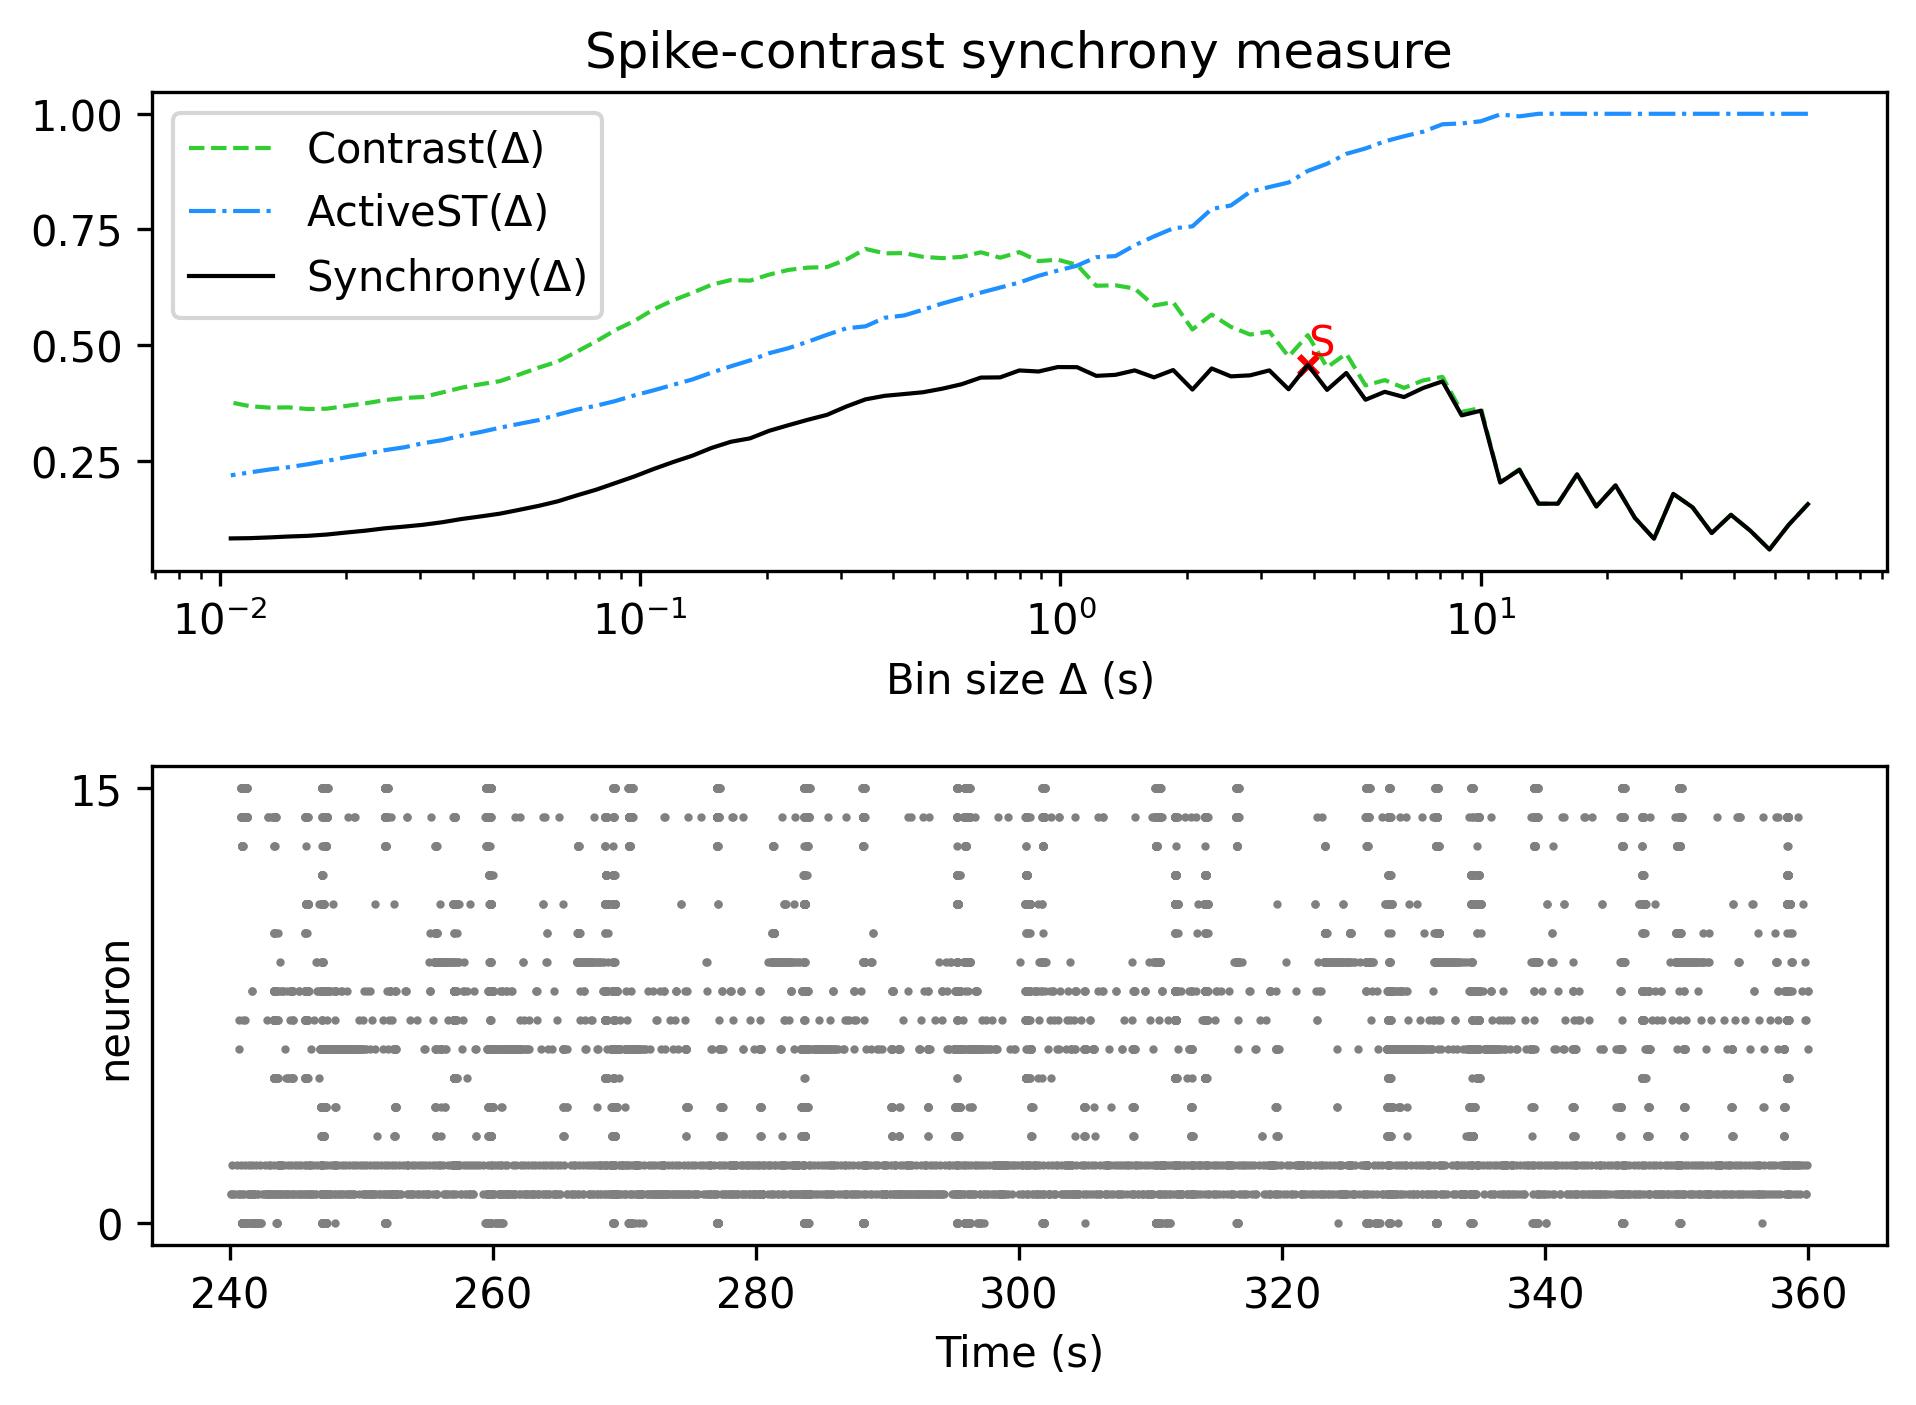 Spike-contrast synchrony measure
1.00
0.75
0.50
0.25
Contrast(Δ)
ActiveST(Δ)
Synchrony(Δ)
S
10⁻² 10⁻¹ 10⁰ 10¹
Bin size Δ (s)
15
0
neuron
240 260 280 300 320 340 360
Time (s)